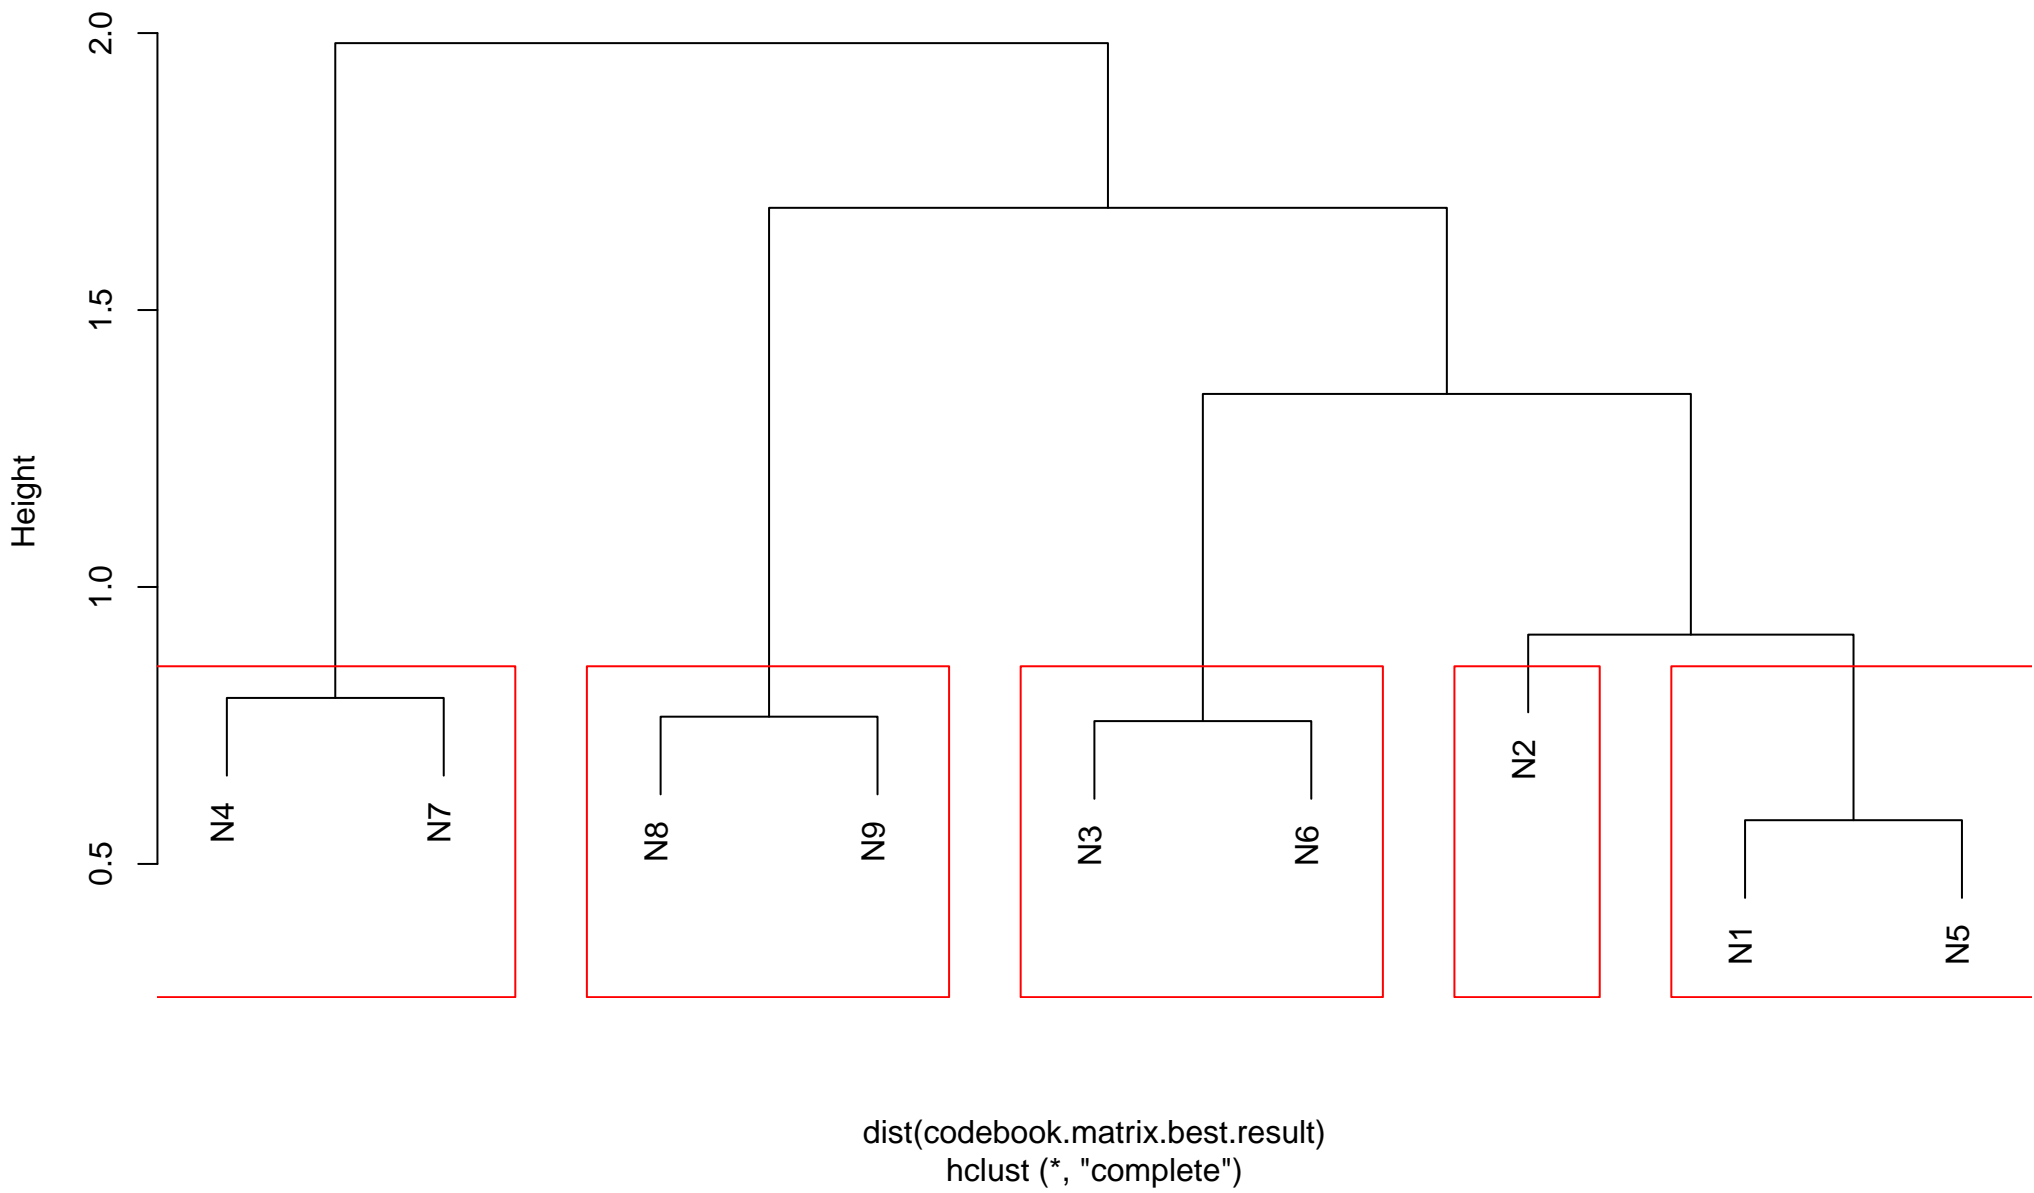 2.0
1.5
1.0
0.5
Height
N4
N7
N8
N9
N3
N6
N2
N1
N5
dist(codebook.matrix.best.result)
hclust (*, "complete")